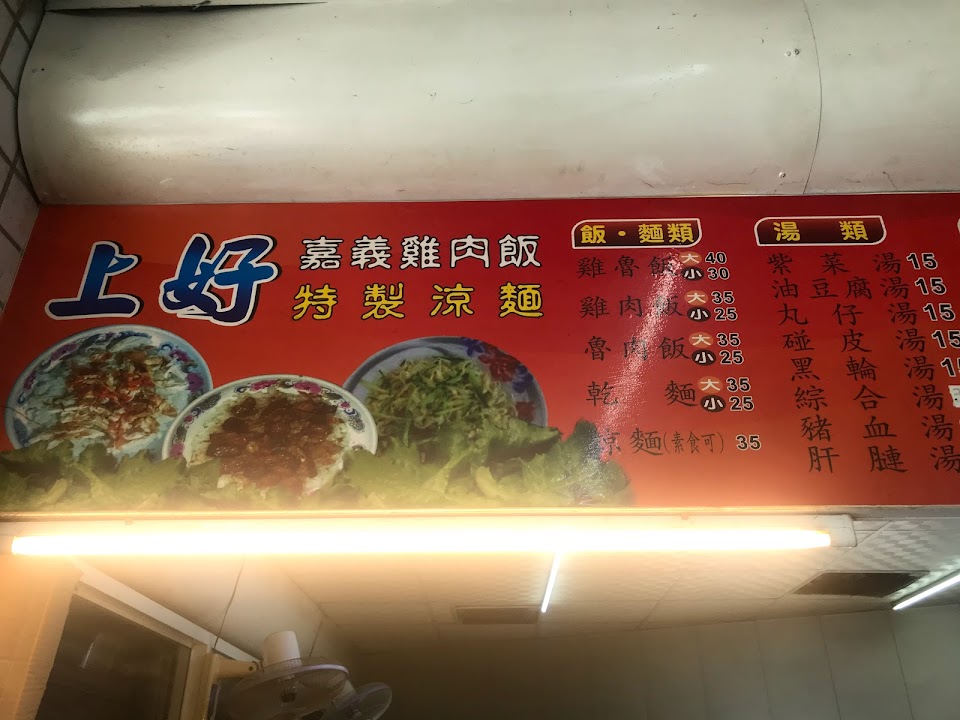 上好
嘉義雞肉飯
特製涼麵
飯・麵類
雞魯飯 大40 小30
雞肉飯 大35 小25
魯肉飯 大35 小25
乾麵 大35 小25
涼麵(素食可) 35
湯類
紫菜湯 15
油豆腐湯 15
丸仔湯 15
碰皮湯 15
黑輪湯
綜合湯
豬血湯
肝腱湯